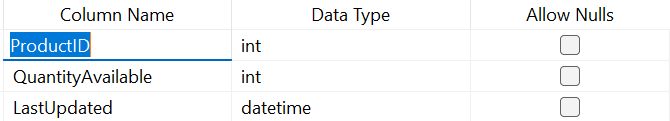 Column Name Data Type Allow Nulls
ProductID int
QuantityAvailable int
LastUpdated datetime